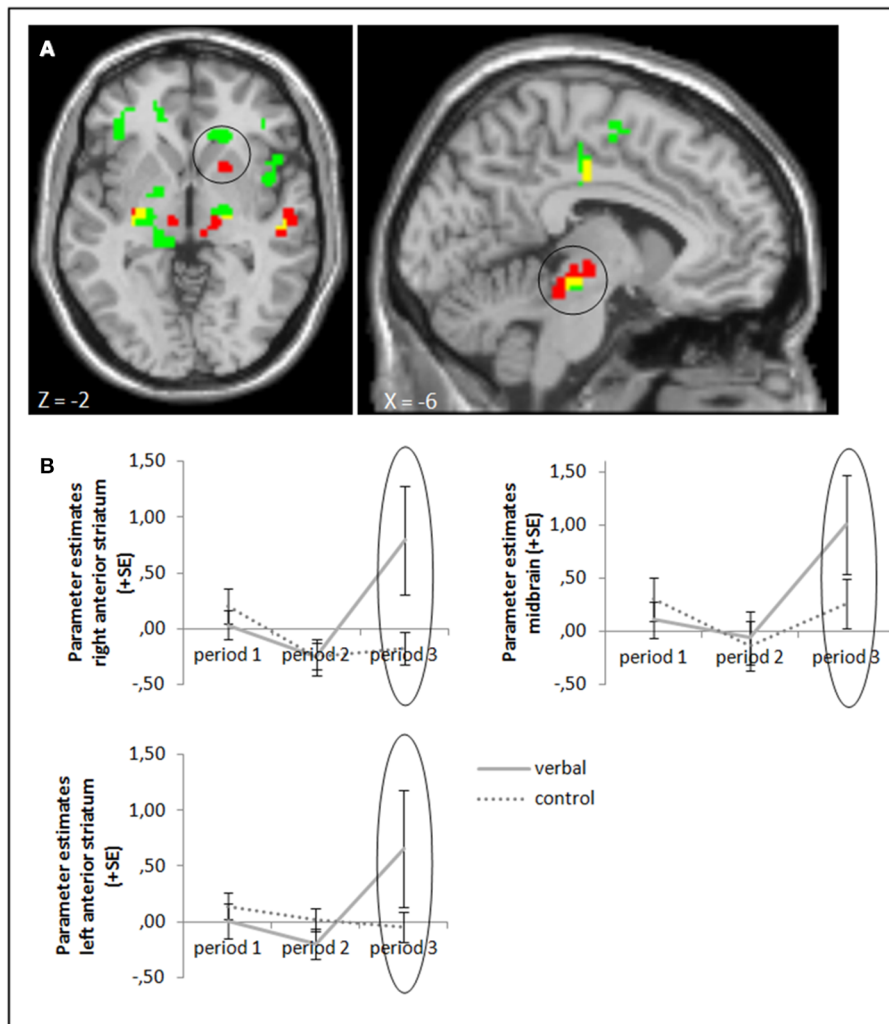 A
Z = -2
X = -6
B
Parameter estimates
right anterior striatum
(+SE)
1,50
1,00
,50
,00
-,50
period 1
period 2
period 3
Parameter estimates
midbrain (+SE)
1,50
1,00
,50
,00
-,50
period 1
period 2
period 3
Parameter estimates
left anterior striatum
(+SE)
1,50
1,00
,50
,00
-,50
period 1
period 2
period 3
verbal
control